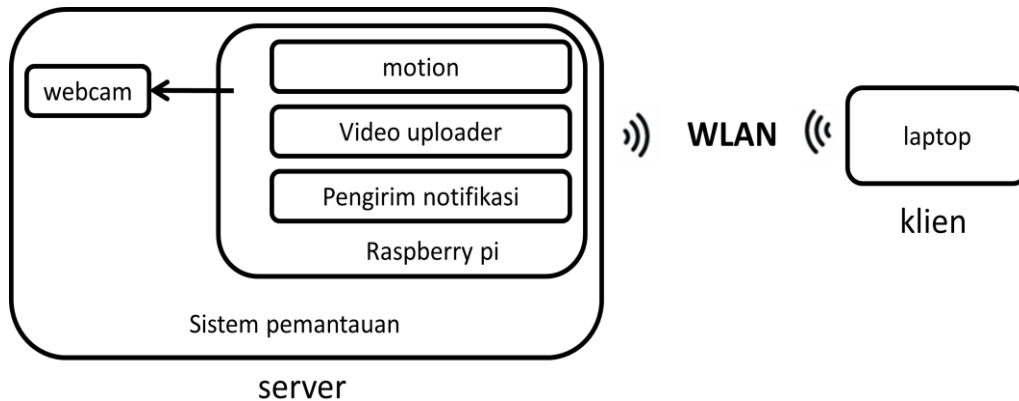 motion
webcam
Video uploader
WLAN
laptop
Pengirim notifikasi
klien
Raspberry pi
Sistem pemantauan
server